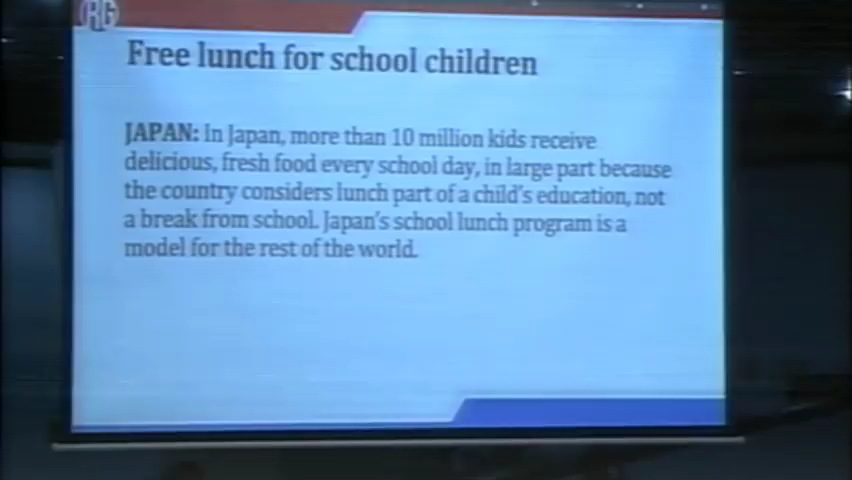 Free lunch for school children
JAPAN: In Japan, more than 10 million kids receive
delicious, fresh food every school day, in large part because
the country considers lunch part of a child's education, not
a break from school. Japan's school lunch program is a
model for the rest of the world.